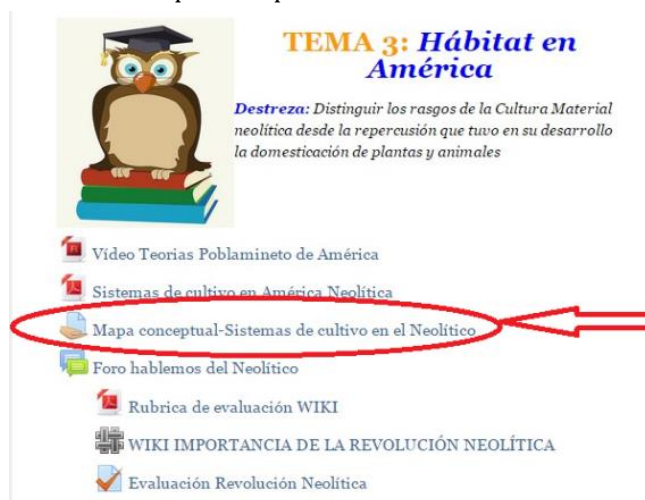 TEMA 3: Hábitat en
América
Destreza: Distinguir los rasgos de la Cultura Material
neolítica desde la repercusión que tuvo en su desarrollo
la domesticación de plantas y animales
Vídeo Teorias Poblamineto de América
Sistemas de cultivo en América Neolítica
Mapa conceptual-Sistemas de cultivo en el Neolítico
Foro hablemos del Neolítico
Rubrica de evaluación WIKI
WIKI IMPORTANCIA DE LA REVOLUCIÓN NEOLÍTICA
Evaluación Revolución Neolítica